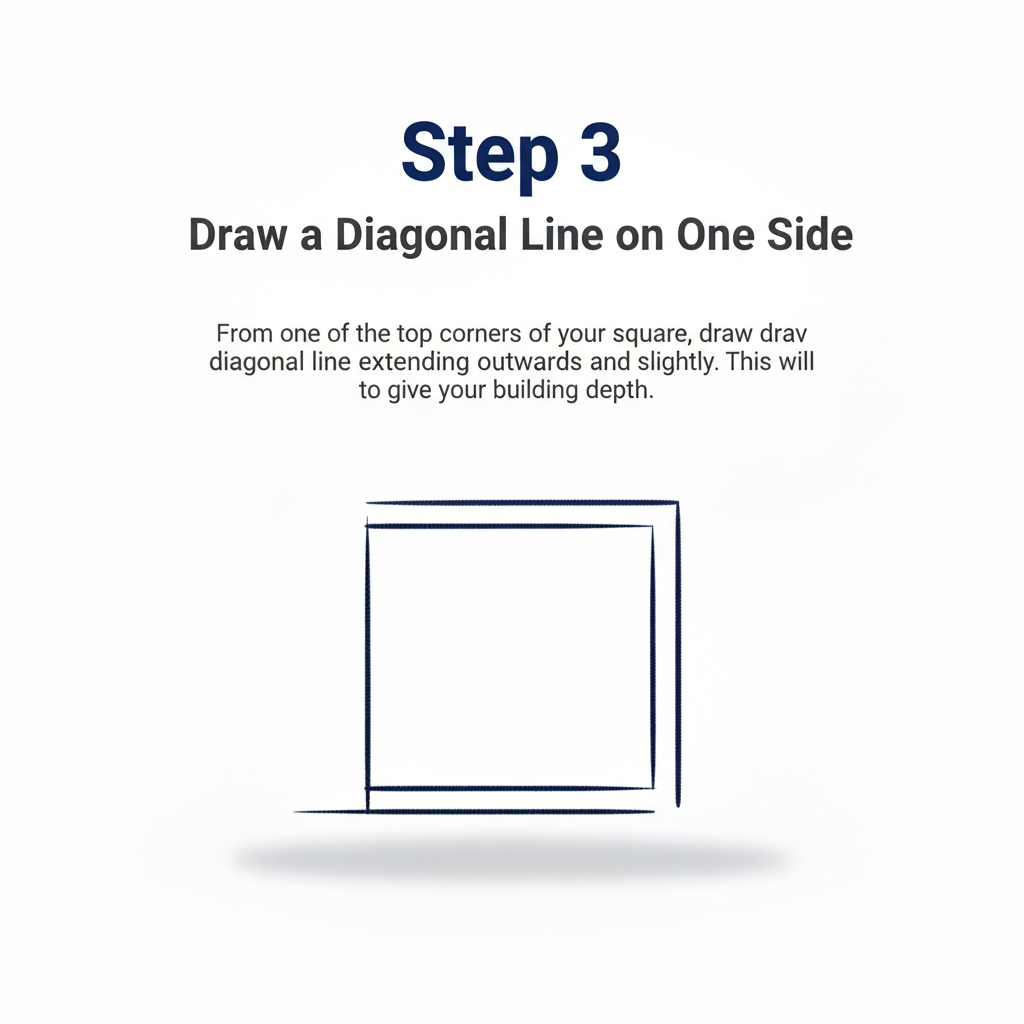 Step 3
Draw a Diagonal Line on One Side
From one of the top corners of your square, draw drav
diagonal line extending outwards and slightly. This will
to give your building depth.